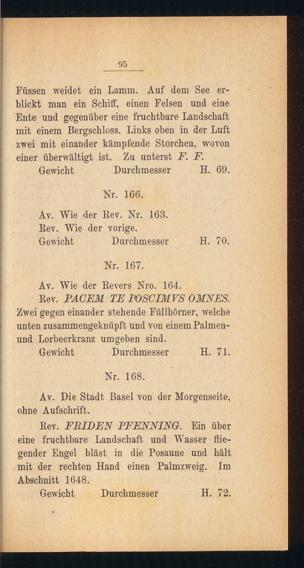 95
Füssen weidet ein Lamm. Auf dem See er-
blickt man ein Schiff, einen Felsen und eine
Ente und gegenüber eine fruchtbare Landschaft
mit einem Bergschloss. Links oben in der Luft
zwei mit einander kämpfende Storchen, wovon
einer überwältigt ist. Zu unterst F. F.
Gewicht Durchmesser H. 69.
Nr. 166.
Av. Wie der Rev. Nr. 163.
Rev. Wie der vorige.
Gewicht Durchmesser H. 70.
Nr. 167.
Av. Wie der Revers Nro. 164.
Rev. PACEM TE POSCIMVS OMNES.
Zwei gegen einander stehende Füllhörner, welche
unten zusammengeknüpft und von einem Palmen-
und Lorbeerkranz umgeben sind.
Gewicht Durchmesser H. 71.
Nr. 168.
Av. Die Stadt Basel von der Morgenseite,
ohne Aufschrift.
Rev. FRIDEN PFENNING. Ein über
eine fruchtbare Landschaft und Wasser flie-
gender Engel bläst in die Posaune und hält
mit der rechten Hand einen Palmzweig. Im
Abschnitt 1648.
Gewicht Durchmesser H. 72.